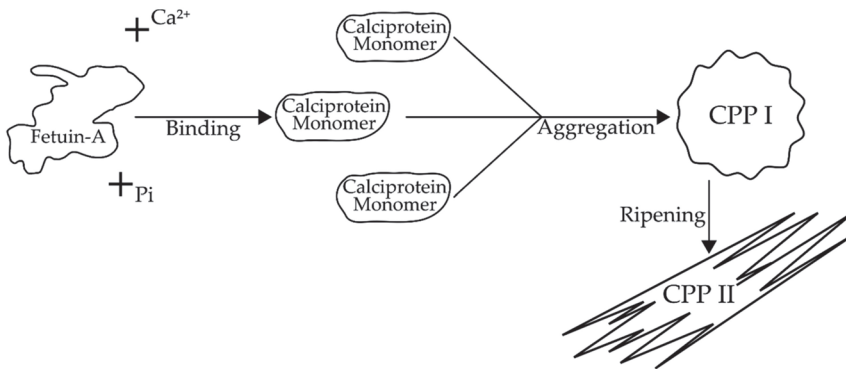 Ca²⁺
Fetuin-A
Pi
Binding
Calciprotein
Monomer
Calciprotein
Monomer
Calciprotein
Monomer
Aggregation
CPP I
Ripening
CPP II